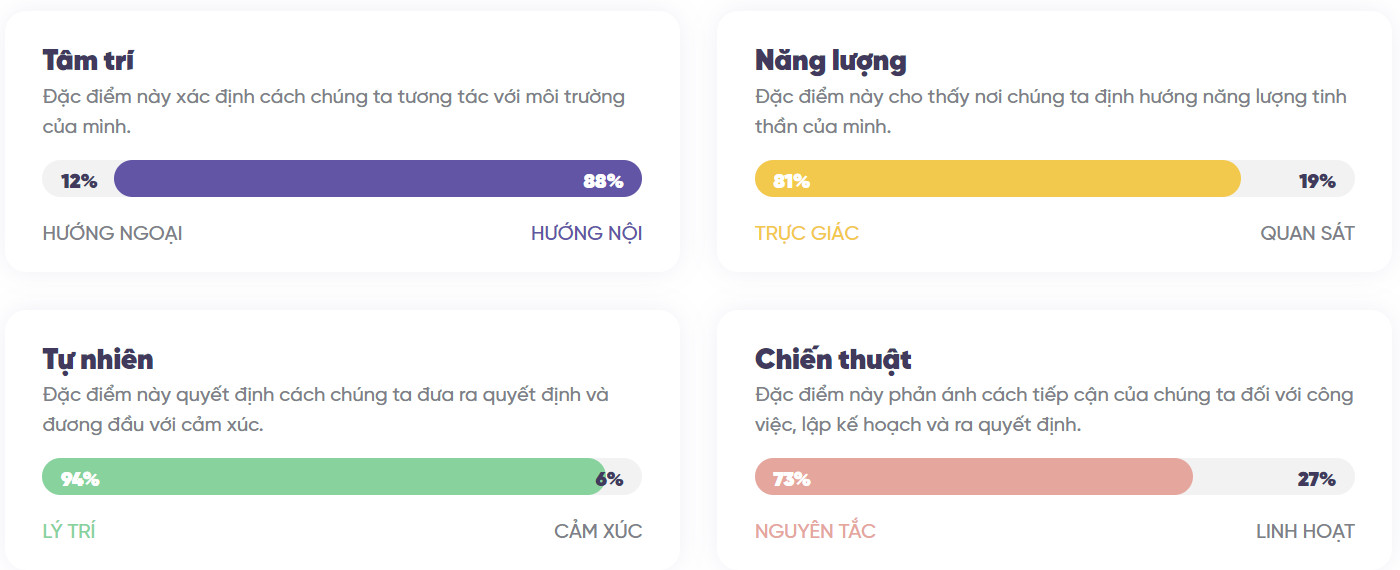 Tâm trí
Đặc điểm này xác định cách chúng ta tương tác với môi trường
của mình.
12% 88%
HƯỚNG NGOẠI HƯỚNG NỘI
Năng lượng
Đặc điểm này cho thấy nơi chúng ta định hướng năng lượng tinh
thần của mình.
81% 19%
TRỰC GIÁC QUAN SÁT
Tự nhiên
Đặc điểm này quyết định cách chúng ta đưa ra quyết định và
đương đầu với cảm xúc.
94% 6%
LÝ TRÍ CẢM XÚC
Chiến thuật
Đặc điểm này phản ánh cách tiếp cận của chúng ta đối với công
việc, lập kế hoạch và ra quyết định.
73% 27%
NGUYÊN TẮC LINH HOẠT